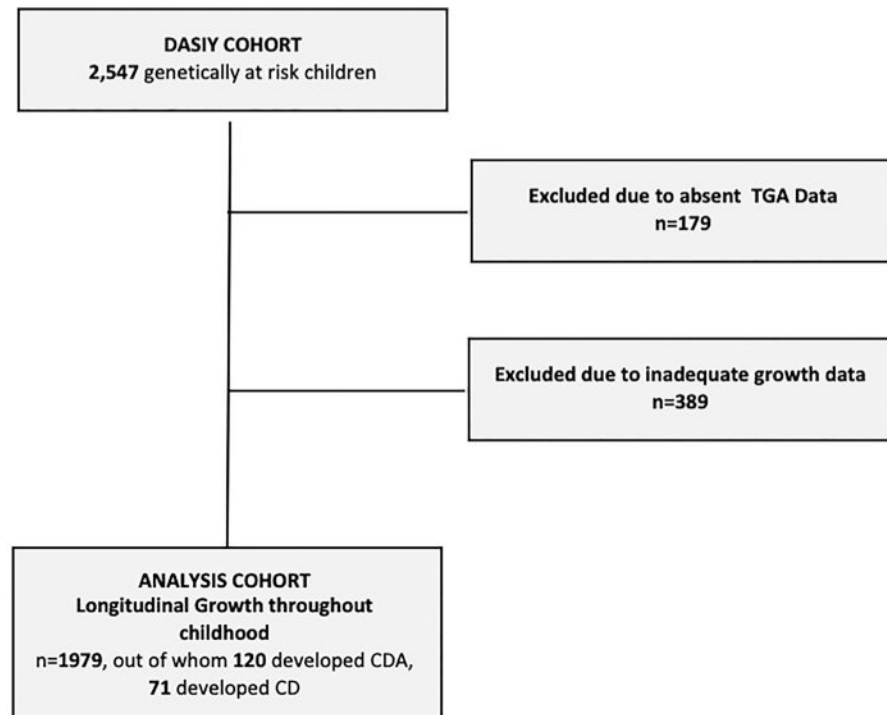 DASIY COHORT
2,547 genetically at risk children
Excluded due to absent TGA Data
n=179
Excluded due to inadequate growth data
n=389
ANALYSIS COHORT
Longitudinal Growth throughout
childhood
n=1979, out of whom 120 developed CDA,
71 developed CD